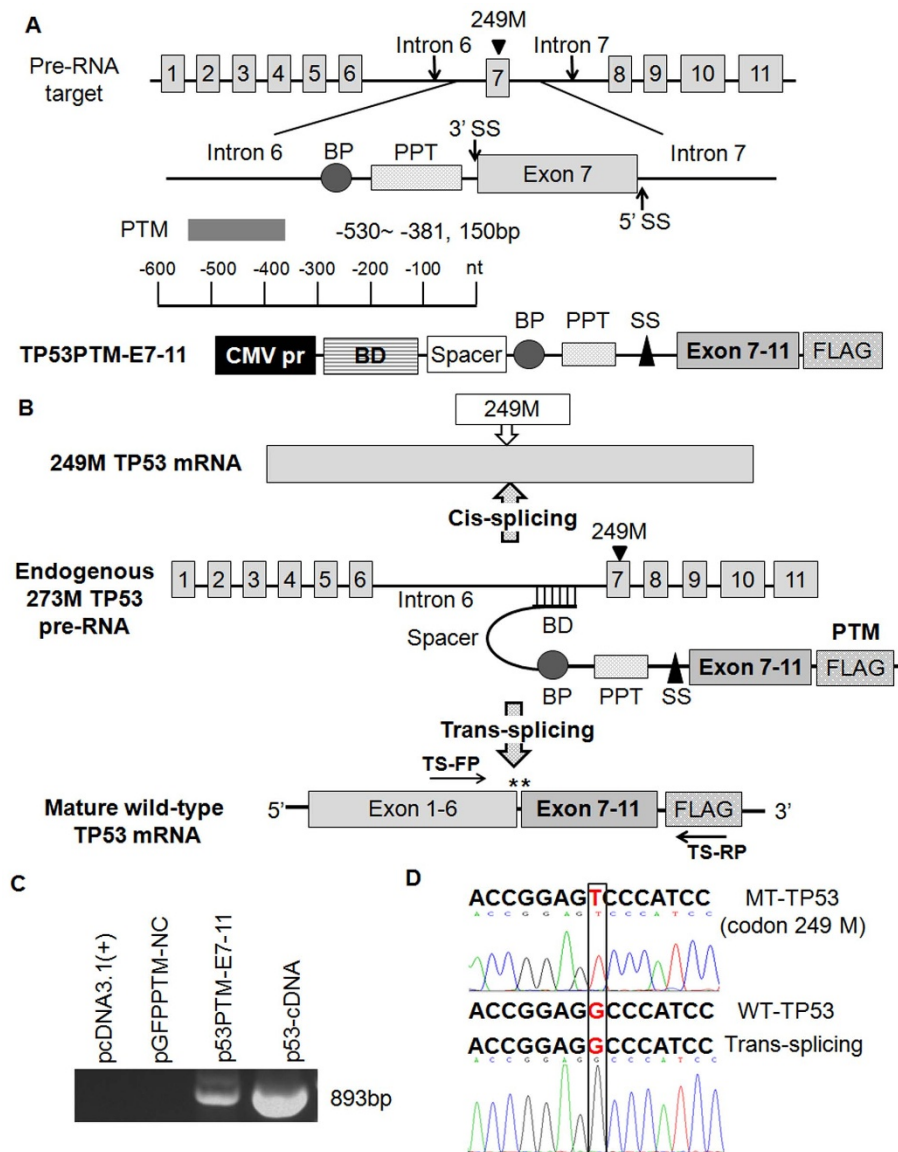 A
249M
Pre-RNA target
Intron 6
Intron 7
1 2 3 4 5 6 7 8 9 10 11
3' SS
Intron 6
BP
PPT
Exon 7
Intron 7
5' SS
PTM
-530~ -381, 150bp
-600 -500 -400 -300 -200 -100 nt
BP PPT SS
TP53PTM-E7-11
CMV pr
BD
Spacer
Exon 7-11
FLAG
B
249M
249M TP53 mRNA
Cis-splicing
249M
Endogenous
273M TP53
pre-RNA
1 2 3 4 5 6 7 8 9 10 11
Intron 6
BD
Spacer
PTM
Exon 7-11
FLAG
BP PPT SS
Trans-splicing
TS-FP
**
Mature wild-type
TP53 mRNA
5'
Exon 1-6
Exon 7-11
FLAG
3'
TS-RP
C
pcDNA3.1(+)
pGFPPTM-NC
p53PTM-E7-11
p53-cDNA
893bp
D
ACCGGAGTCCCATCC
A C C G G A G T C C C A T C C
MT-TP53
(codon 249 M)
ACCGGAGGCCCATCC
WT-TP53
ACCGGAGGCCCATCC
Trans-splicing
A C C G G A G G C C C A T C C